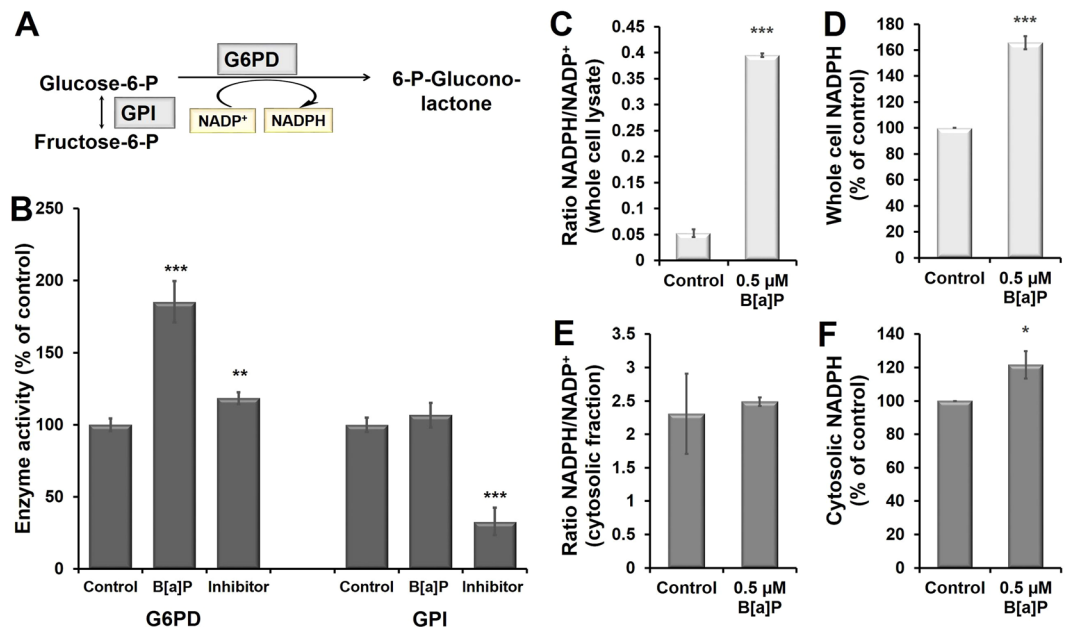 A
G6PD
Glucose-6-P
6-P-Glucono-
lactone
GPI
NADP⁺
NADPH
Fructose-6-P
B
Enzyme activity (% of control)
250
200
150
100
50
0
***
**
***
Control
B[a]P
Inhibitor
Control
B[a]P
Inhibitor
G6PD
GPI
C
Ratio NADPH/NADP⁺
(whole cell lysate)
0.45
0.4
0.35
0.3
0.25
0.2
0.15
0.1
0.05
0
***
Control
0.5 µM
B[a]P
D
Whole cell NADPH
(% of control)
180
160
140
120
100
80
60
40
20
0
***
Control
0.5 µM
B[a]P
E
Ratio NADPH/NADP⁺
(cytosolic fraction)
3.5
3
2.5
2
1.5
1
0.5
0
Control
0.5 µM
B[a]P
F
Cytosolic NADPH
(% of control)
140
120
100
80
60
40
20
0
*
Control
0.5 µM
B[a]P